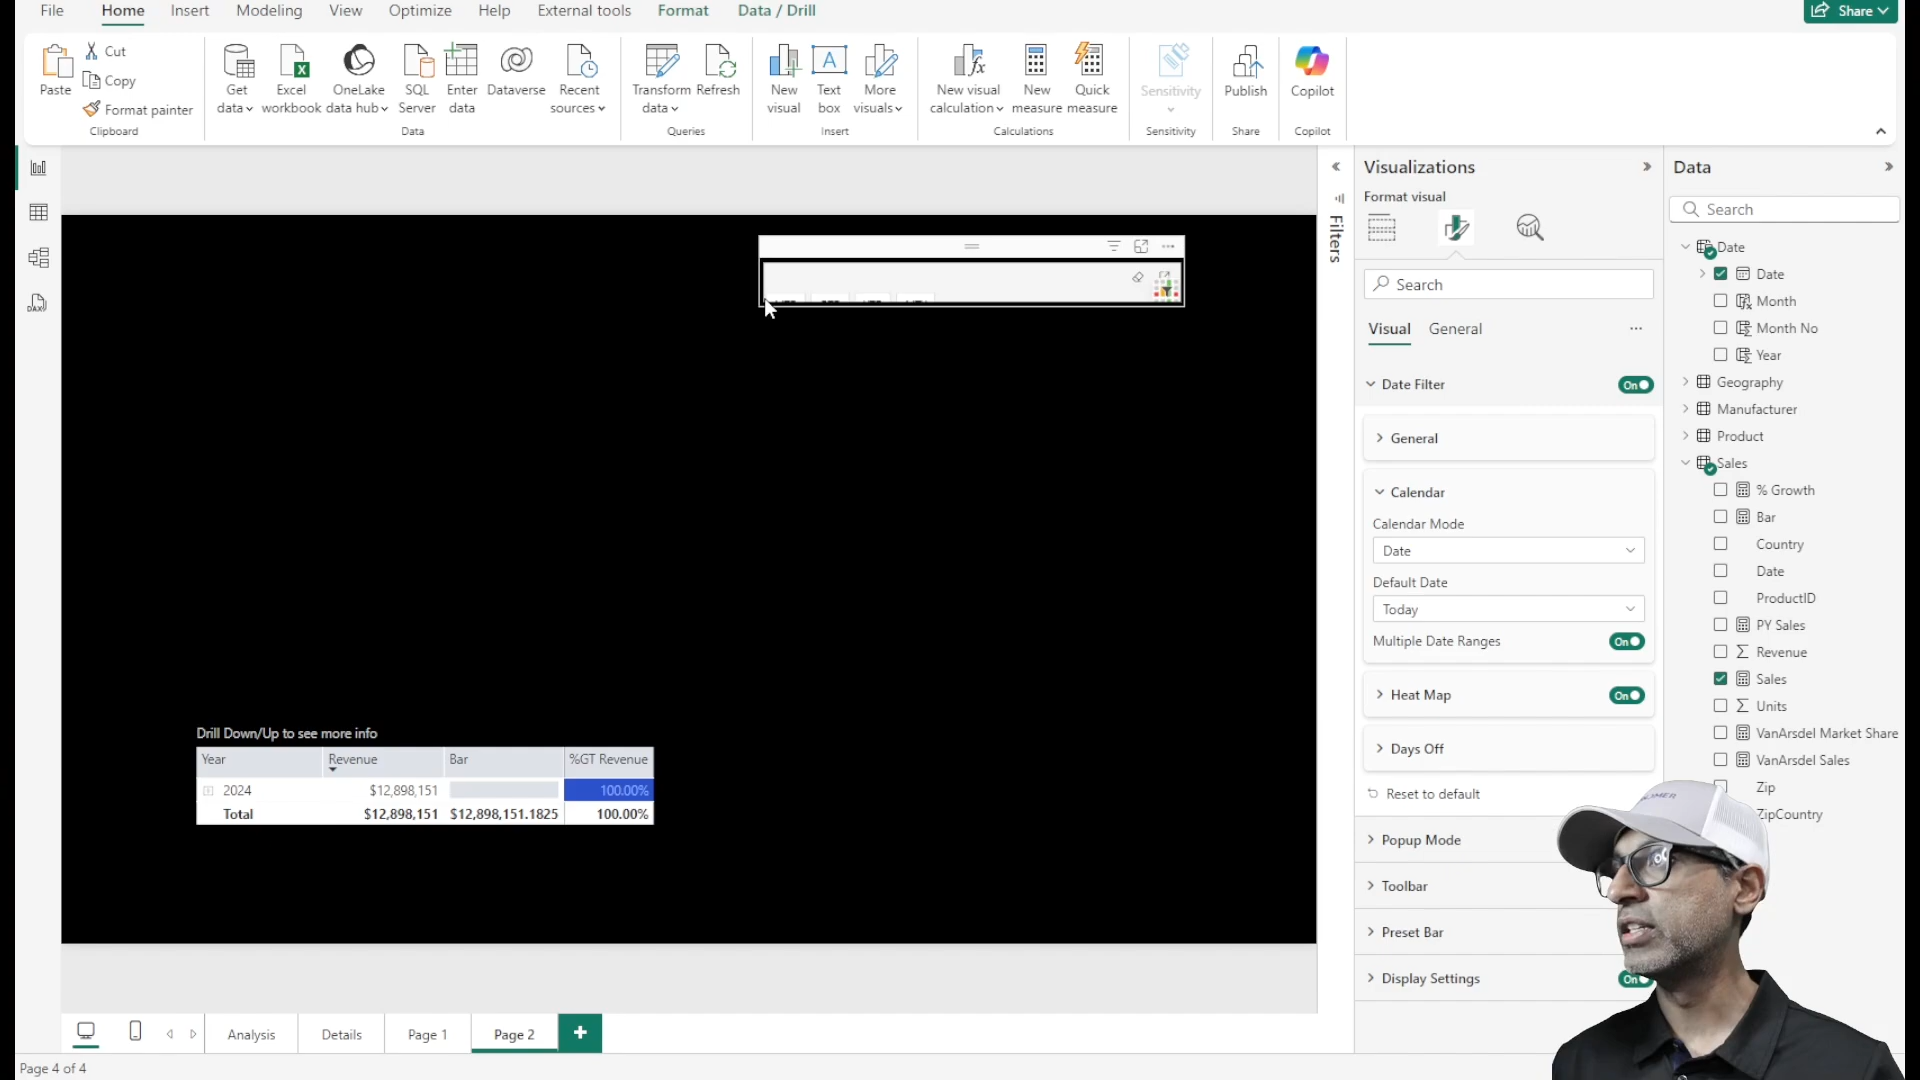 File Home Insert Modeling View Optimize Help External tools Format Data / Drill
Share
Paste
Cut
Copy
Format painter
Clipboard
Get data
Excel workbook
OneLake data hub
SQL Server
Enter data
Dataverse
Recent sources
Data
Transform data
Refresh
Queries
New visual
Text box
More visuals
Insert
New visual calculation
New measure
Quick measure
Calculations
Sensitivity
Sensitivity
Publish
Share
Copilot
Copilot
Filters
Visualizations
Format visual
Search
Visual General
Date Filter On
General
Calendar
Calendar Mode
Date
Default Date
Today
Multiple Date Ranges On
Heat Map On
Days Off
Reset to default
Popup Mode
Toolbar
Preset Bar
Display Settings On
Data
Search
Date
Date
Month
Month No
Year
Geography
Manufacturer
Product
Sales
% Growth
Bar
Country
Date
ProductID
PY Sales
Revenue
Sales
Units
VanArsdel Market Share
VanArsdel Sales
Zip
ZipCountry
Drill Down/Up to see more info
Year Revenue Bar %GT Revenue
2024 $12,898,151 100.00%
Total $12,898,151 $12,898,151.1825 100.00%
Analysis Details Page 1 Page 2
Page 4 of 4